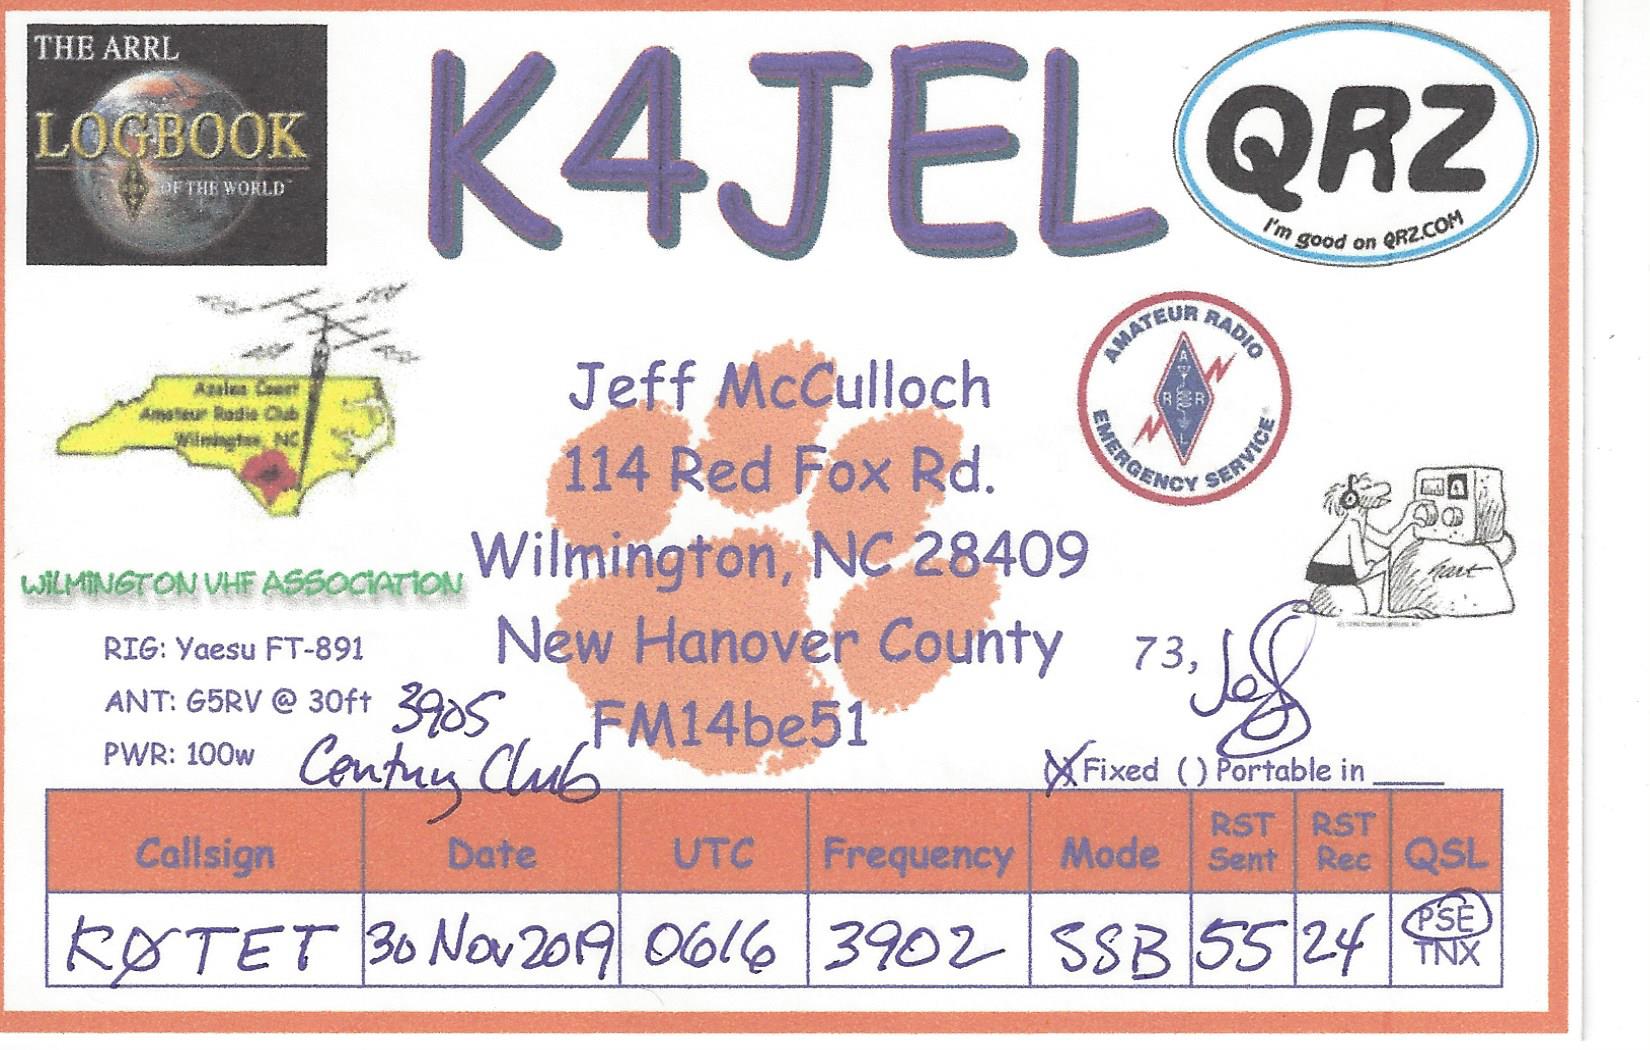 THE ARRL
LOGBOOK
OF THE WORLD
K4JEL
QRZ
I'm good on QRZ.COM
Azalea Coast
Amateur Radio Club
Wilmington, NC
AMATEUR RADIO
ARRL
EMERGENCY SERVICE
Jeff McCulloch
114 Red Fox Rd.
Wilmington, NC 28409
New Hanover County
FM14be51
hart
WILMINGTON VHF ASSOCIATION
RIG: Yaesu FT-891
ANT: G5RV @ 30ft
PWR: 100w
3905
Century Club
73, Jeff
(X) Fixed ( ) Portable in _____
Callsign Date UTC Frequency Mode RST Sent RST Rec QSL
KØTET 30 Nov 2019 0616 3902 SSB 55 24 PSE
TNX